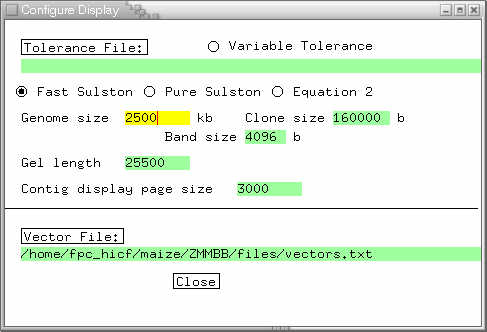 Configure Display
Tolerance File: Variable Tolerance
Fast Sulston Pure Sulston Equation 2
Genome size 2500 kb Clone size 160000 b
Band size 4096 b
Gel length 25500
Contig display page size 3000
Vector File:
/home/fpc_hicf/maize/ZMMBB/files/vectors.txt
Close